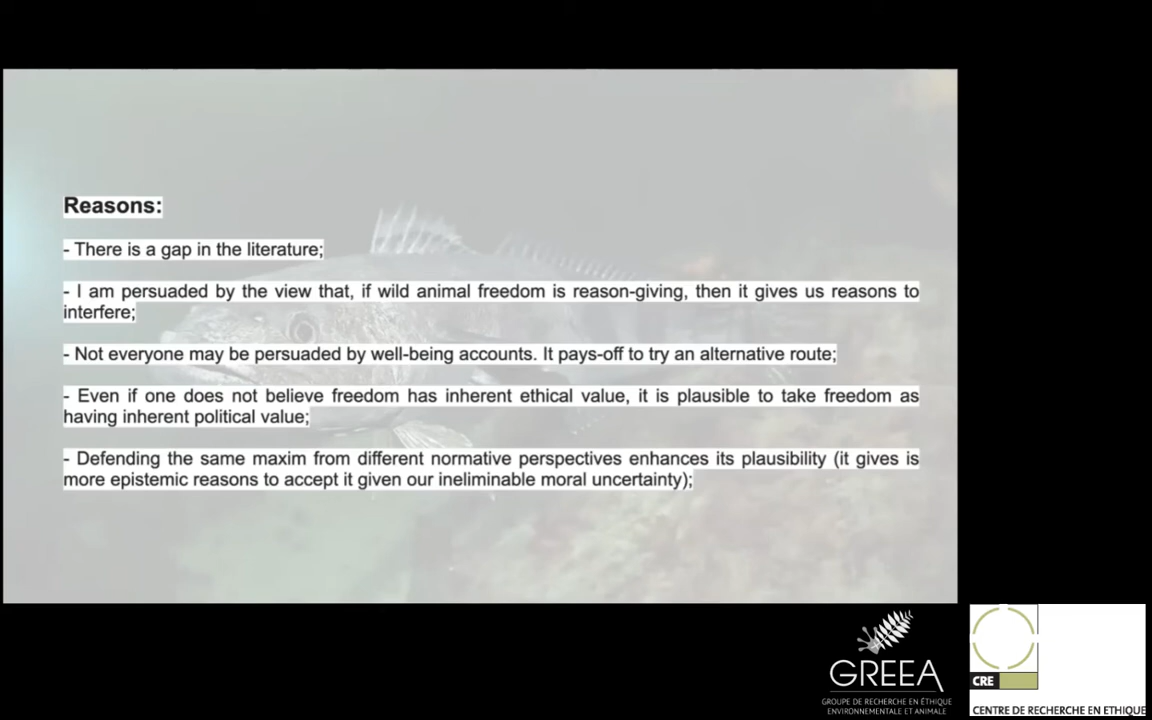 Reasons:
- There is a gap in the literature;
- I am persuaded by the view that, if wild animal freedom is reason-giving, then it gives us reasons to
interfere;
- Not everyone may be persuaded by well-being accounts. It pays-off to try an alternative route;
- Even if one does not believe freedom has inherent ethical value, it is plausible to take freedom as
having inherent political value;
- Defending the same maxim from different normative perspectives enhances its plausibility (it gives is
more epistemic reasons to accept it given our ineliminable moral uncertainty);
GREEA
GROUPE DE RECHERCHE EN ÉTHIQUE
ENVIRONNEMENTALE ET ANIMALE
CRE
CENTRE DE RECHERCHE EN ETHIQUE